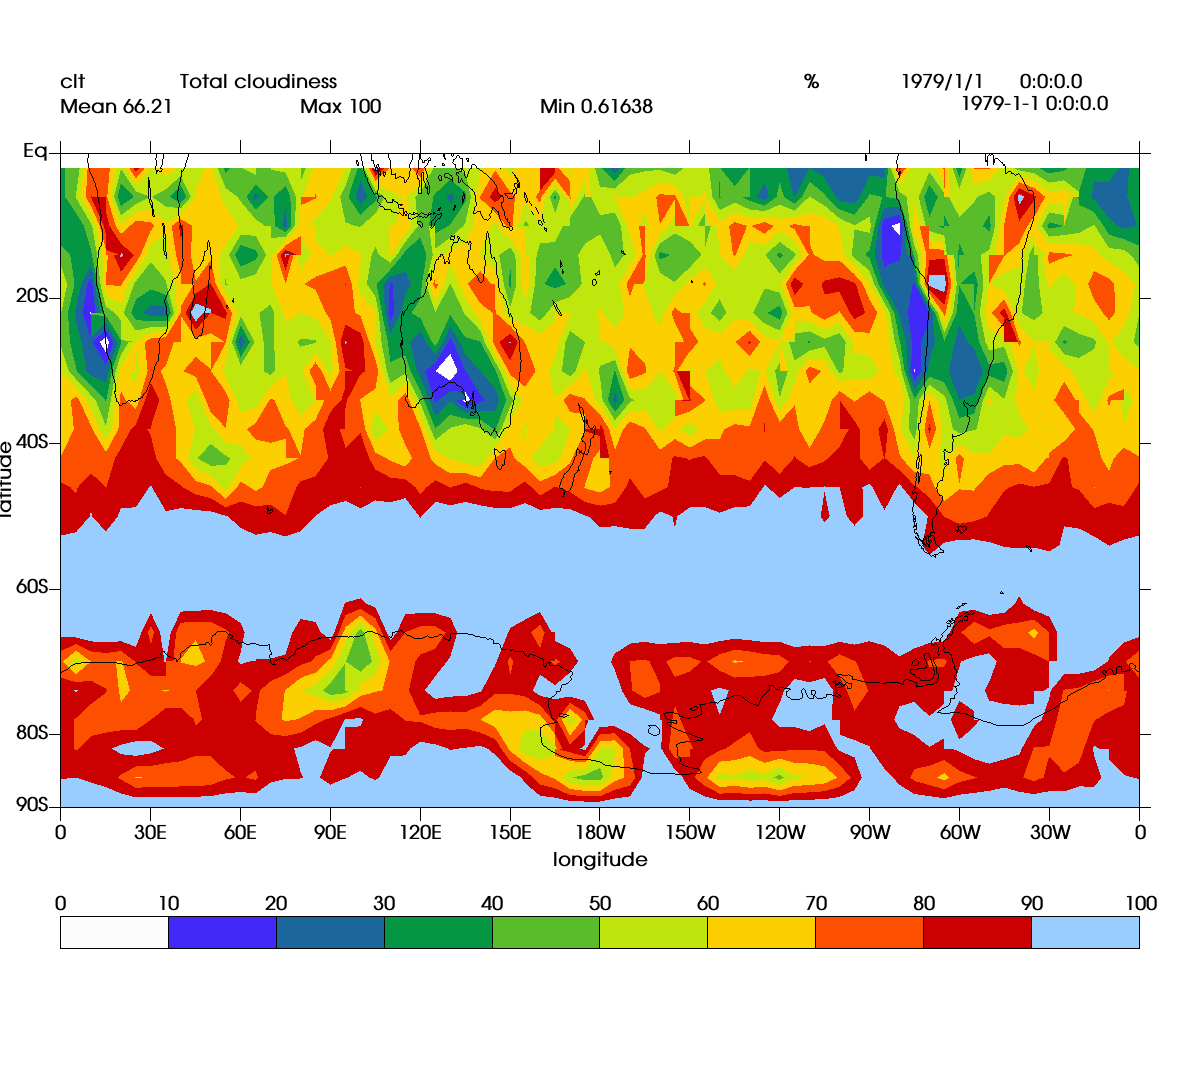 clt Total cloudiness % 1979/1/1 0:0:0.0
Mean 66.21 Max 100 Min 0.61638 1979-1-1 0:0:0.0
Eq
20S
40S
latitude
60S
80S
90S
0 30E 60E 90E 120E 150E 180W 150W 120W 90W 60W 30W 0
longitude
0 10 20 30 40 50 60 70 80 90 100